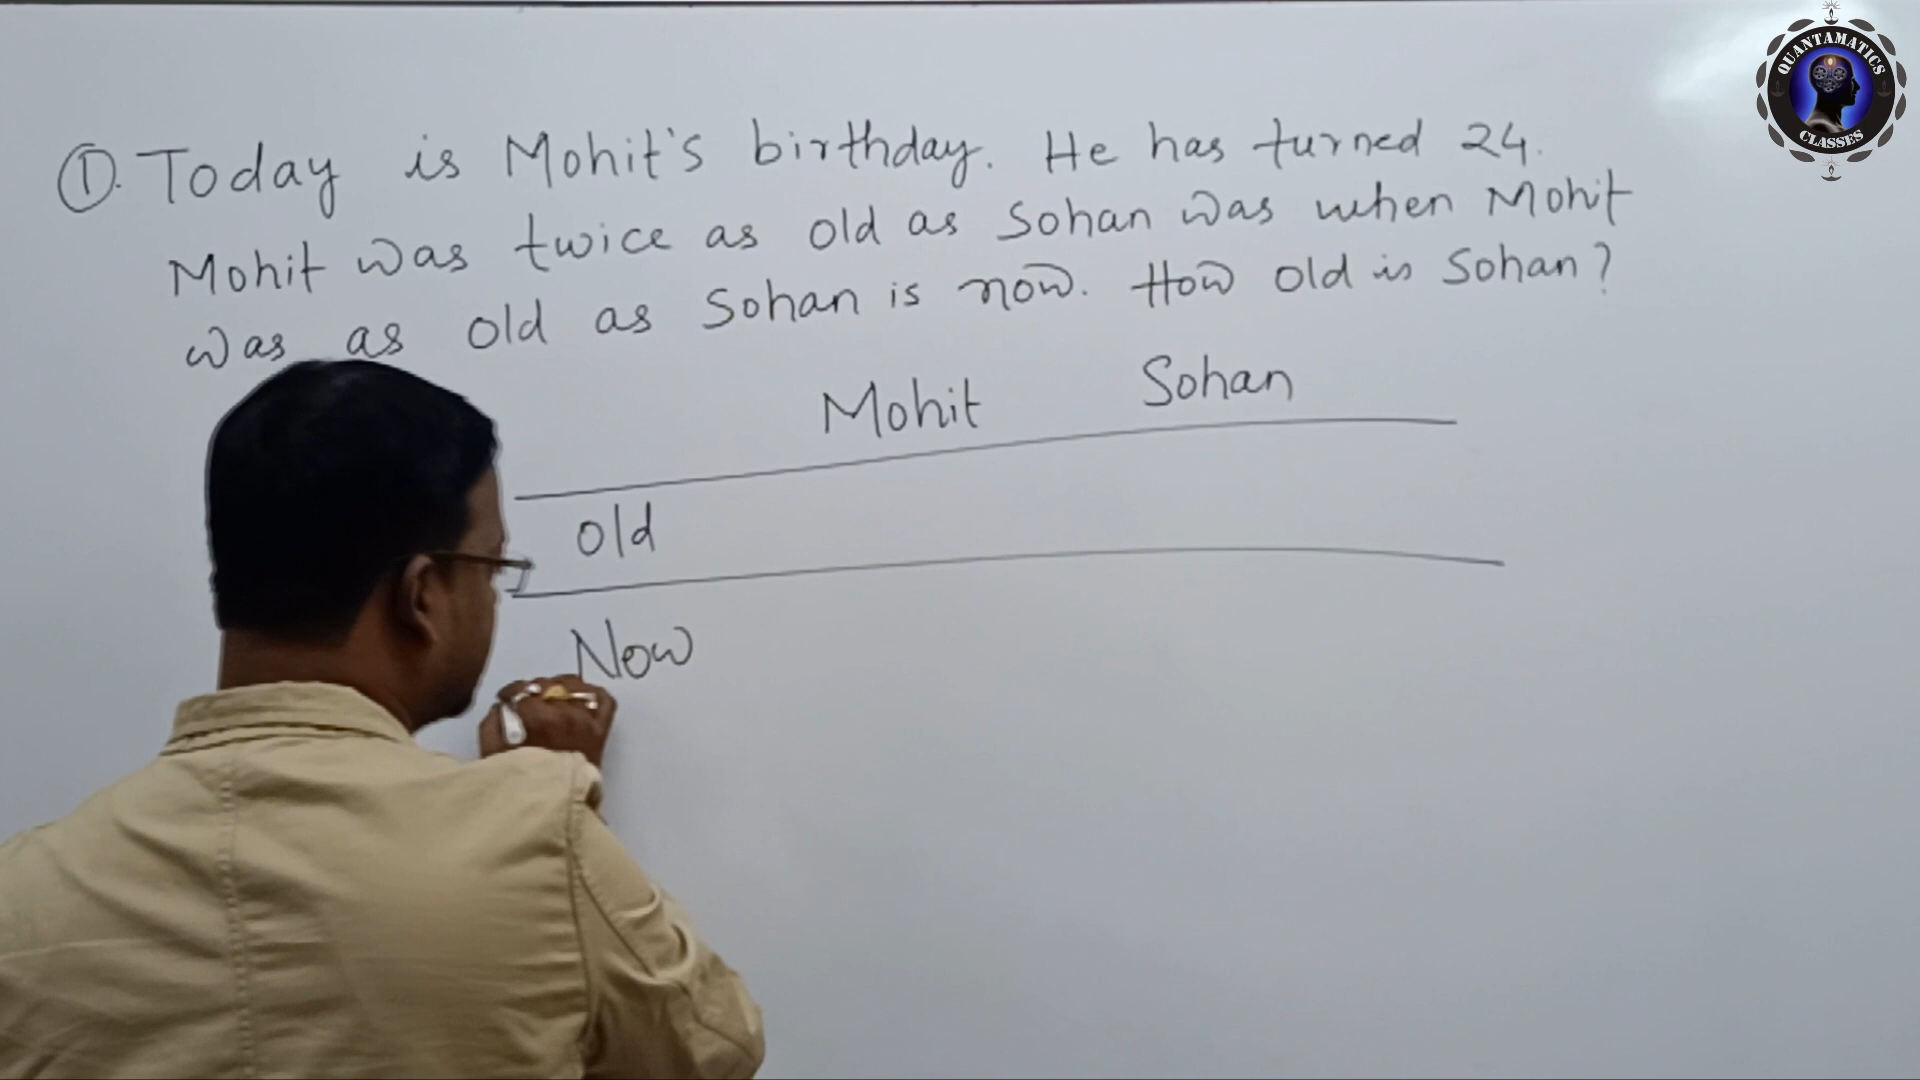 ① Today is Mohit's birthday. He has turned 24.
Mohit was twice as old as Sohan was when Mohit
was as old as Sohan is now. How old is Sohan?
Mohit Sohan
Old
Now
QUANTAMATICS
CLASSES